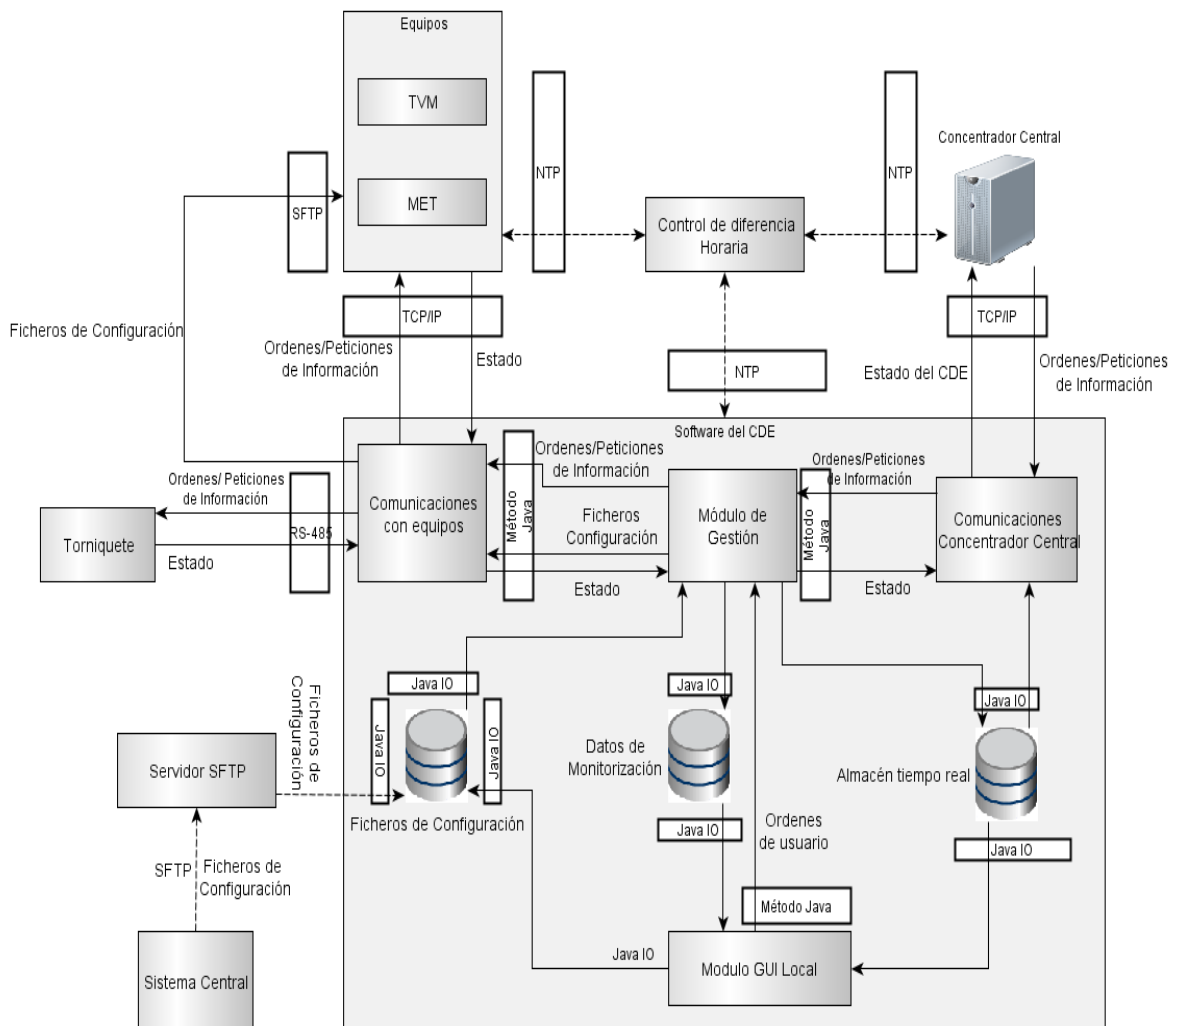 Equipos
TVM
MET
SFTP
NTP
NTP
Concentrador Central
Control de diferencia
Horaria
Ficheros de Configuración
TCP/IP
Ordenes/Peticiones
de Información
Estado
NTP
TCP/IP
Estado del CDE
Ordenes/Peticiones
de Información
Software del CDE
Ordenes/ Peticiones
de Información
RS-485
Torniquete
Estado
Comunicaciones
con equipos
Método
Java
Ordenes/Peticiones
de Información
Ficheros
Configuración
Estado
Módulo de
Gestión
Ordenes/Peticiones
de Información
Método
Java
Estado
Comunicaciones
Concentrador Central
Ficheros de
Configuración
Java IO
Java IO
Java IO
Ficheros de Configuración
Java IO
Datos de
Monitorización
Java IO
Ordenes
de usuario
Java IO
Almacén tiempo real
Java IO
Servidor SFTP
SFTP
Ficheros de
Configuración
Sistema Central
Java IO
Método Java
Modulo GUI Local